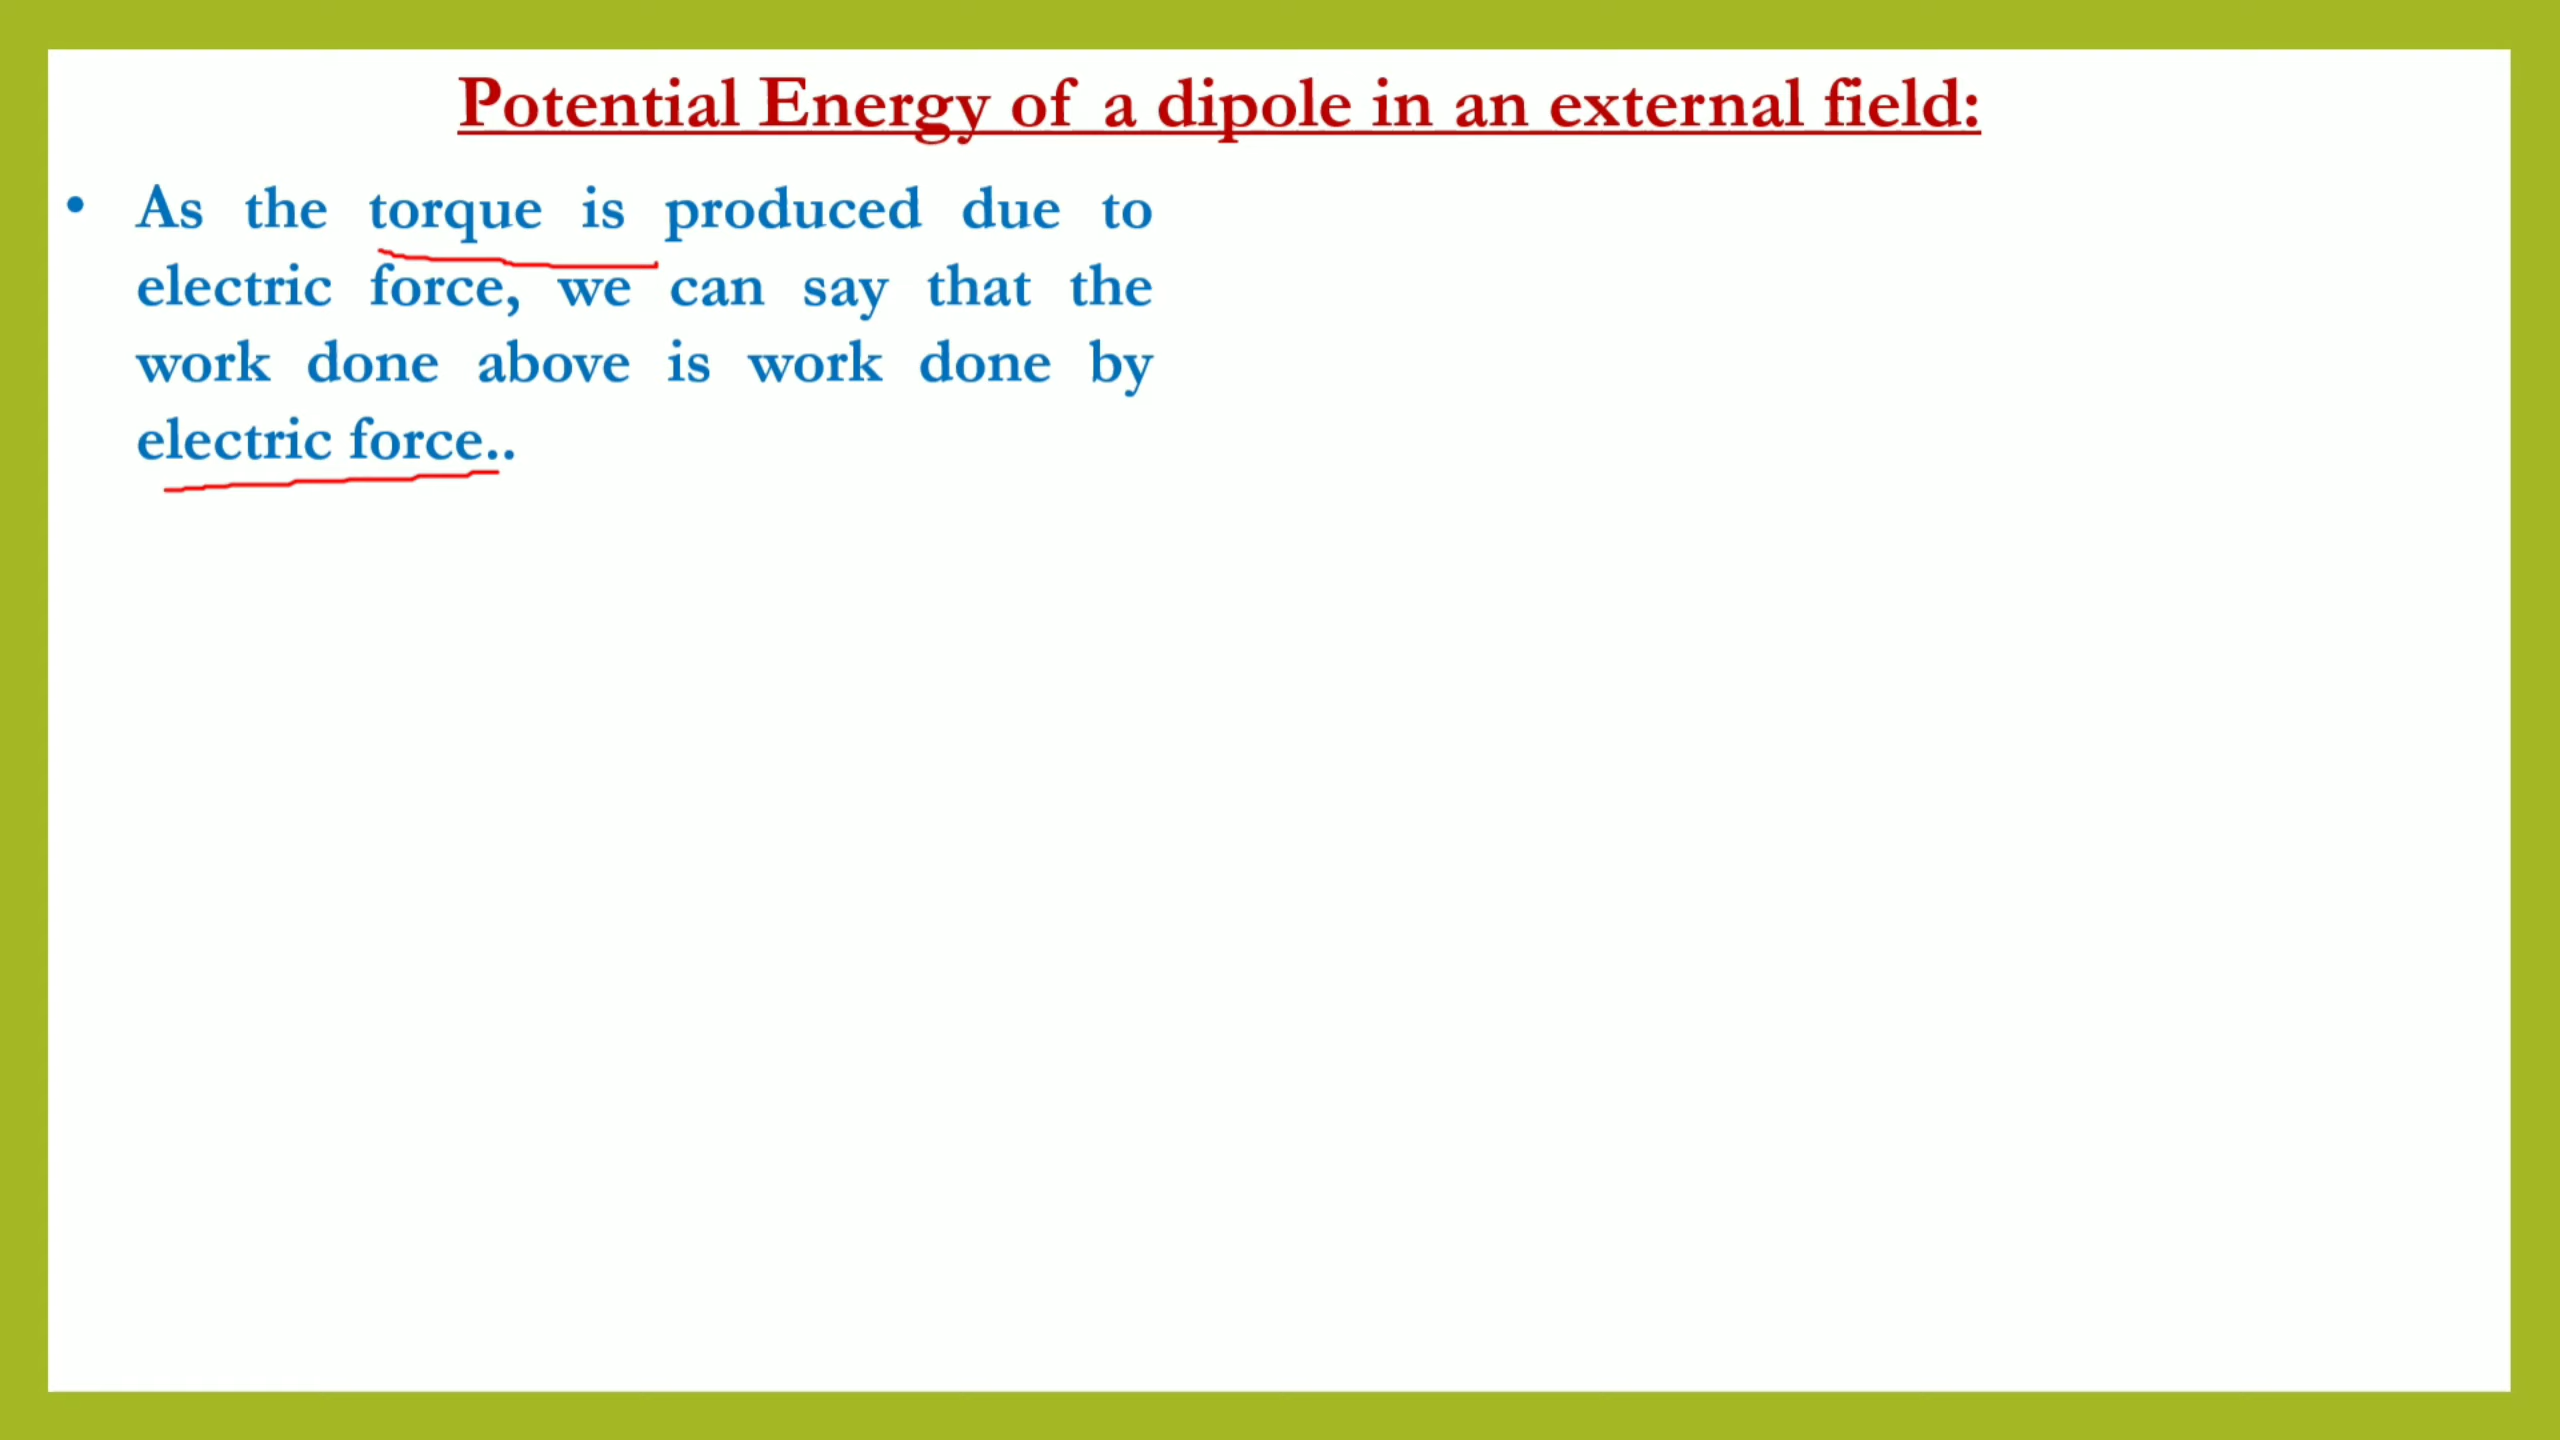 Potential Energy of a dipole in an external field:
• As the torque is produced due to
electric force, we can say that the
work done above is work done by
electric force..